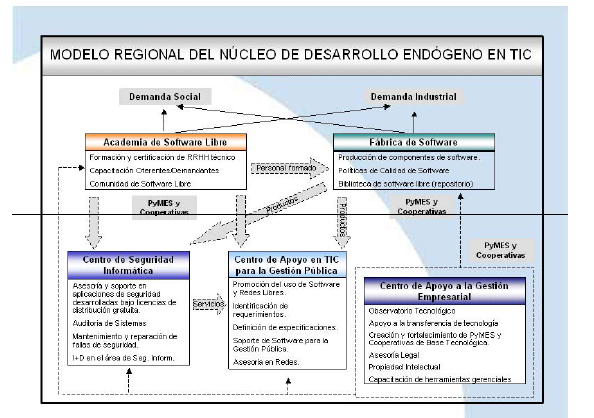 MODELO REGIONAL DEL NÚCLEO DE DESARROLLO ENDÓGENO EN TIC
Demanda Social
Demanda Industrial
Academia de Software Libre
Formación y certificación de RRHH técnico
Capacitación Oferentes/Demandantes
Comunidad de Software Libre
Personal formado
Fábrica de Software
Producción de componentes de software.
Políticas de Calidad de Software
Biblioteca de software libre (repositorio)
PyMES y
Cooperativas
Productos
Productos
PyMES y
Cooperativas
PyMES y
Cooperativas
Centro de Seguridad
Informática
Asesoría y soporte en
aplicaciones de seguridad
desarrolladas bajo licencias de
distribución gratuita.
Auditoria de Sistemas
Mantenimiento y reparación de
fallas de seguridad.
I+D en el área de Seg. Inform.
Servicios
Centro de Apoyo en TIC
para la Gestión Pública
Promoción del uso de Software
y Redes Libres.
Identificación de
requerimientos.
Definición de especificaciones.
Soporte de Software para la
Gestión Pública.
Asesoría en Redes.
Centro de Apoyo a la Gestión
Empresarial
Observatorio Tecnológico
Apoyo a la transferencia de tecnología
Creación y fortalecimiento de PyMES y
Cooperativas de Base Tecnológica.
Asesoría Legal
Propiedad Intelectual
Capacitación de herramientas gerenciales